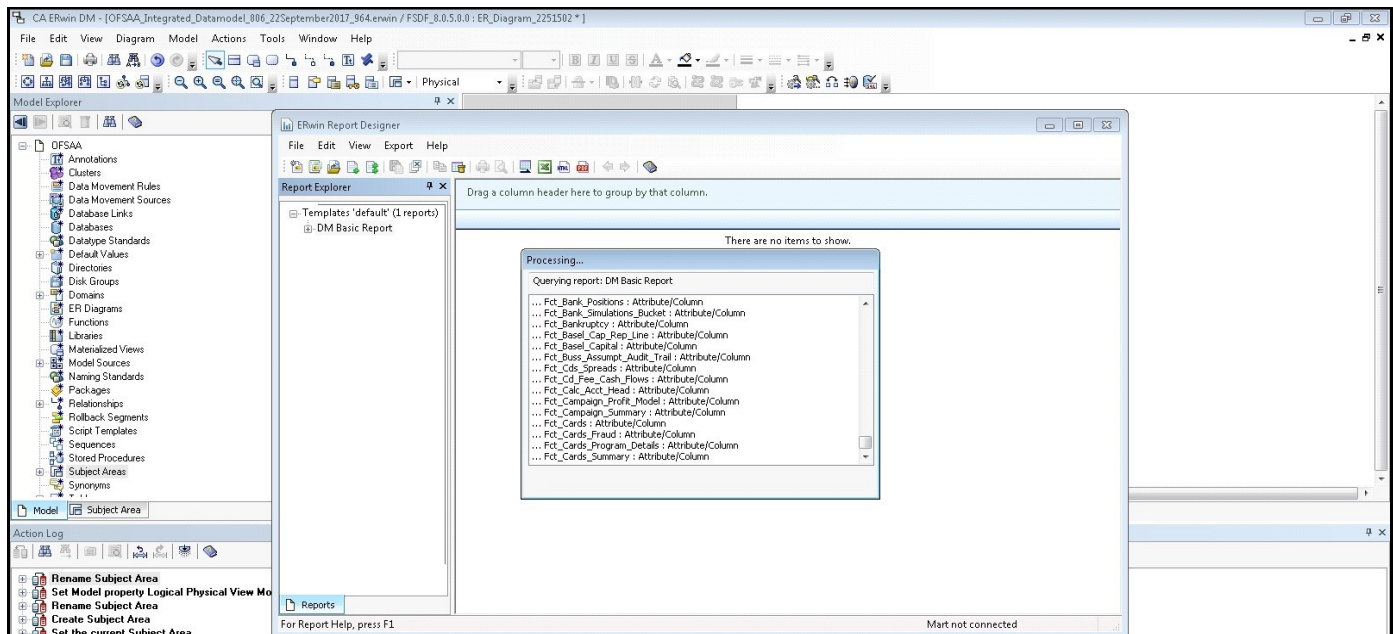 CA ERwin DM - [OFSAA_Integrated_Datamodel_806_22September2017_964.erwin / FSDF_8.0.5.0.0 : ER_Diagram_2251502 * ]
File Edit View Diagram Model Actions Tools Window Help
Physical
Model Explorer
OFSAA
Annotations
Clusters
Data Movement Rules
Data Movement Sources
Database Links
Databases
Datatype Standards
Default Values
Directories
Disk Groups
Domains
ER Diagrams
Functions
Libraries
Materialized Views
Model Sources
Naming Standards
Packages
Relationships
Rollback Segments
Script Templates
Sequences
Stored Procedures
Subject Areas
Synonyms
Model Subject Area
ERwin Report Designer
File Edit View Export Help
Report Explorer
Templates 'default' (1 reports)
DM Basic Report
Drag a column header here to group by that column.
There are no items to show.
Processing...
Querying report: DM Basic Report
... Fct_Bank_Positions : Attribute/Column
... Fct_Bank_Simulations_Bucket : Attribute/Column
... Fct_Bankruptcy : Attribute/Column
... Fct_Basel_Cap_Rep_Line : Attribute/Column
... Fct_Basel_Capital : Attribute/Column
... Fct_Buss_Assumpt_Audit_Trail : Attribute/Column
... Fct_Cds_Spreads : Attribute/Column
... Fct_Cd_Fee_Cash_Flows : Attribute/Column
... Fct_Calc_Acct_Head : Attribute/Column
... Fct_Campaign_Profit_Model : Attribute/Column
... Fct_Campaign_Summary : Attribute/Column
... Fct_Cards : Attribute/Column
... Fct_Cards_Fraud : Attribute/Column
... Fct_Cards_Program_Details : Attribute/Column
... Fct_Cards_Summary : Attribute/Column
Reports
For Report Help, press F1
Mart not connected
Action Log
Rename Subject Area
Set Model property Logical Physical View Mo
Rename Subject Area
Create Subject Area
Set the current Subject Area